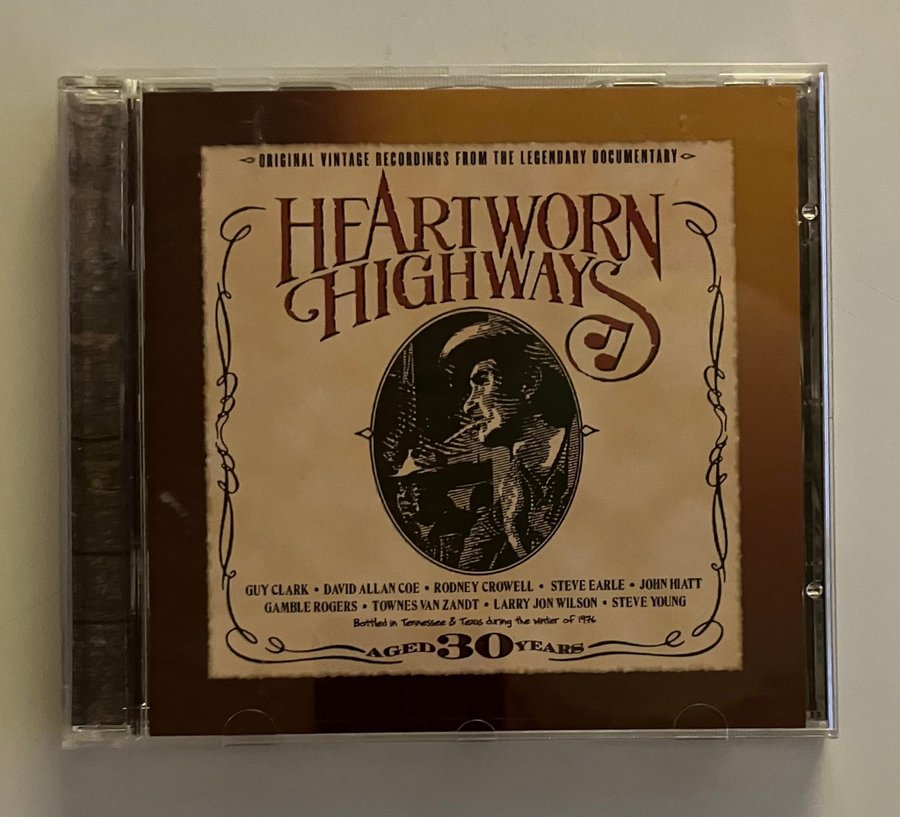 ORIGINAL VINTAGE RECORDINGS FROM THE LEGENDARY DOCUMENTARY
HEARTWORN
HIGHWAYS
GUY CLARK • DAVID ALLAN COE • RODNEY CROWELL • STEVE EARLE • JOHN HIATT
GAMBLE ROGERS • TOWNES VAN ZANDT • LARRY JON WILSON • STEVE YOUNG
Bottled in Tennessee & Texas during the winter of 1976
AGED 30 YEARS